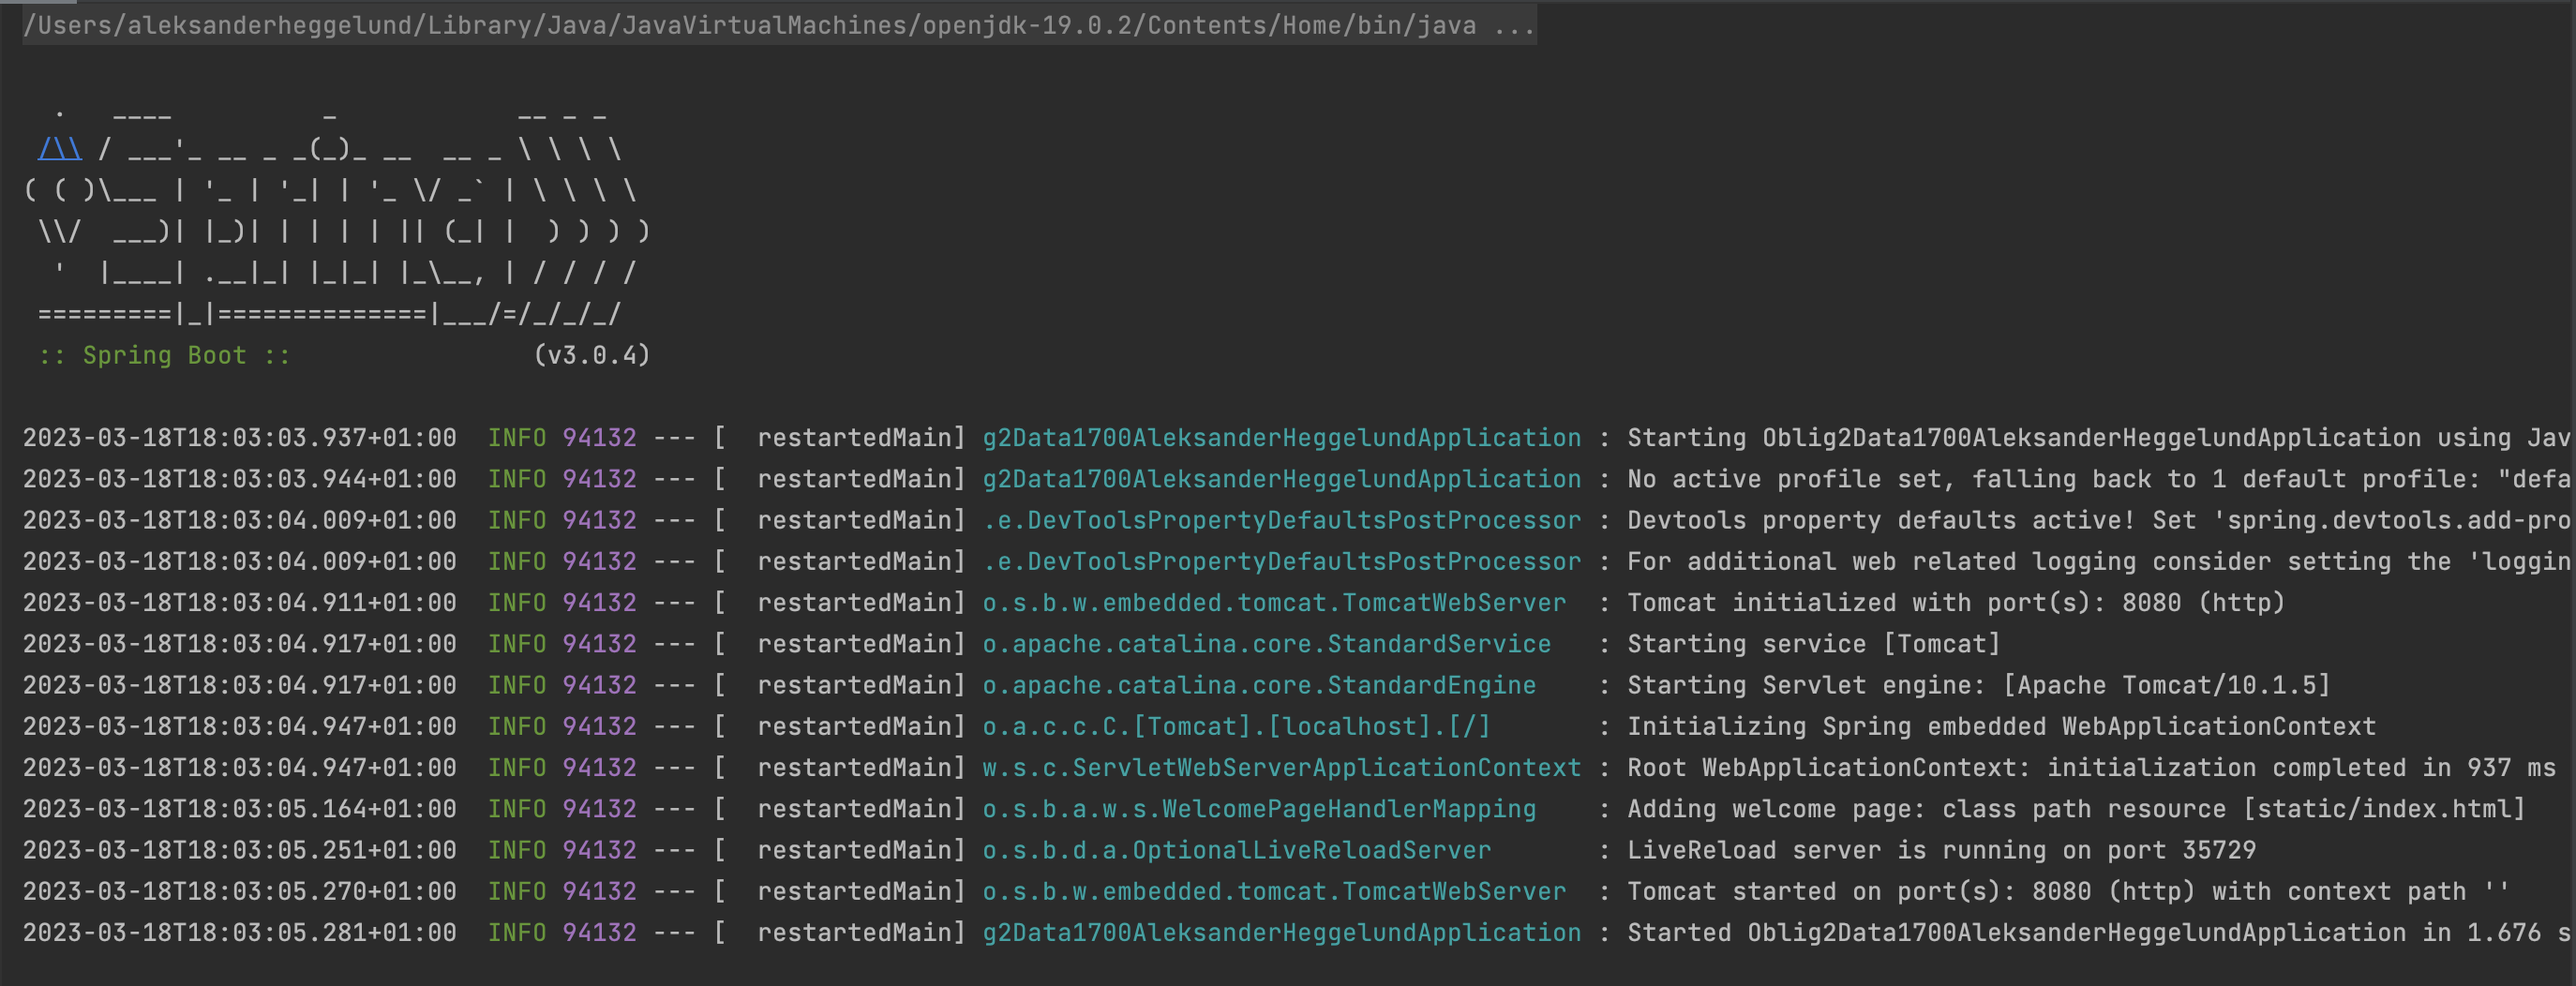 /Users/aleksanderheggelund/Library/Java/JavaVirtualMachines/openjdk-19.0.2/Contents/Home/bin/java ...
  .   ____          _            __ _ _
 /\\ / ___'_ __ _ _(_)_ __  __ _ \ \ \ \
( ( )\___ | '_ | '_| | '_ \/ _` | \ \ \ \
 \\/  ___)| |_)| | | | | || (_| |  ) ) ) )
  '  |____| .__|_| |_|_| |_\__, | / / / /
 =========|_|==============|___/=/_/_/_/
 :: Spring Boot ::                (v3.0.4)
2023-03-18T18:03:03.937+01:00  INFO 94132 --- [  restartedMain] g2Data1700AleksanderHeggelundApplication : Starting Oblig2Data1700AleksanderHeggelundApplication using Jav
2023-03-18T18:03:03.944+01:00  INFO 94132 --- [  restartedMain] g2Data1700AleksanderHeggelundApplication : No active profile set, falling back to 1 default profile: "defa
2023-03-18T18:03:04.009+01:00  INFO 94132 --- [  restartedMain] .e.DevToolsPropertyDefaultsPostProcessor : Devtools property defaults active! Set 'spring.devtools.add-pro
2023-03-18T18:03:04.009+01:00  INFO 94132 --- [  restartedMain] .e.DevToolsPropertyDefaultsPostProcessor : For additional web related logging consider setting the 'loggin
2023-03-18T18:03:04.911+01:00  INFO 94132 --- [  restartedMain] o.s.b.w.embedded.tomcat.TomcatWebServer  : Tomcat initialized with port(s): 8080 (http)
2023-03-18T18:03:04.917+01:00  INFO 94132 --- [  restartedMain] o.apache.catalina.core.StandardService   : Starting service [Tomcat]
2023-03-18T18:03:04.917+01:00  INFO 94132 --- [  restartedMain] o.apache.catalina.core.StandardEngine    : Starting Servlet engine: [Apache Tomcat/10.1.5]
2023-03-18T18:03:04.947+01:00  INFO 94132 --- [  restartedMain] o.a.c.c.C.[Tomcat].[localhost].[/]       : Initializing Spring embedded WebApplicationContext
2023-03-18T18:03:04.947+01:00  INFO 94132 --- [  restartedMain] w.s.c.ServletWebServerApplicationContext : Root WebApplicationContext: initialization completed in 937 ms
2023-03-18T18:03:05.164+01:00  INFO 94132 --- [  restartedMain] o.s.b.a.w.s.WelcomePageHandlerMapping    : Adding welcome page: class path resource [static/index.html]
2023-03-18T18:03:05.251+01:00  INFO 94132 --- [  restartedMain] o.s.b.d.a.OptionalLiveReloadServer       : LiveReload server is running on port 35729
2023-03-18T18:03:05.270+01:00  INFO 94132 --- [  restartedMain] o.s.b.w.embedded.tomcat.TomcatWebServer  : Tomcat started on port(s): 8080 (http) with context path ''
2023-03-18T18:03:05.281+01:00  INFO 94132 --- [  restartedMain] g2Data1700AleksanderHeggelundApplication : Started Oblig2Data1700AleksanderHeggelundApplication in 1.676 s